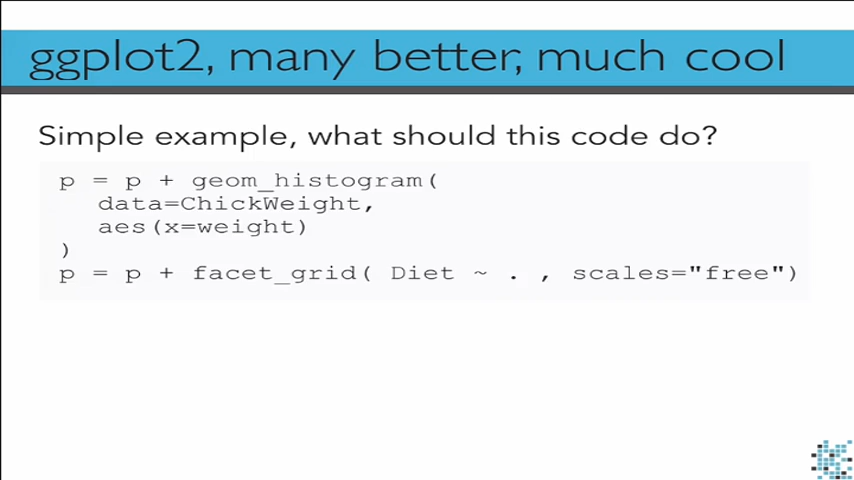 ggplot2, many better, much cool
Simple example, what should this code do?
p = p + geom_histogram(
data=ChickWeight,
aes(x=weight)
)
p = p + facet_grid( Diet ~ . , scales="free")